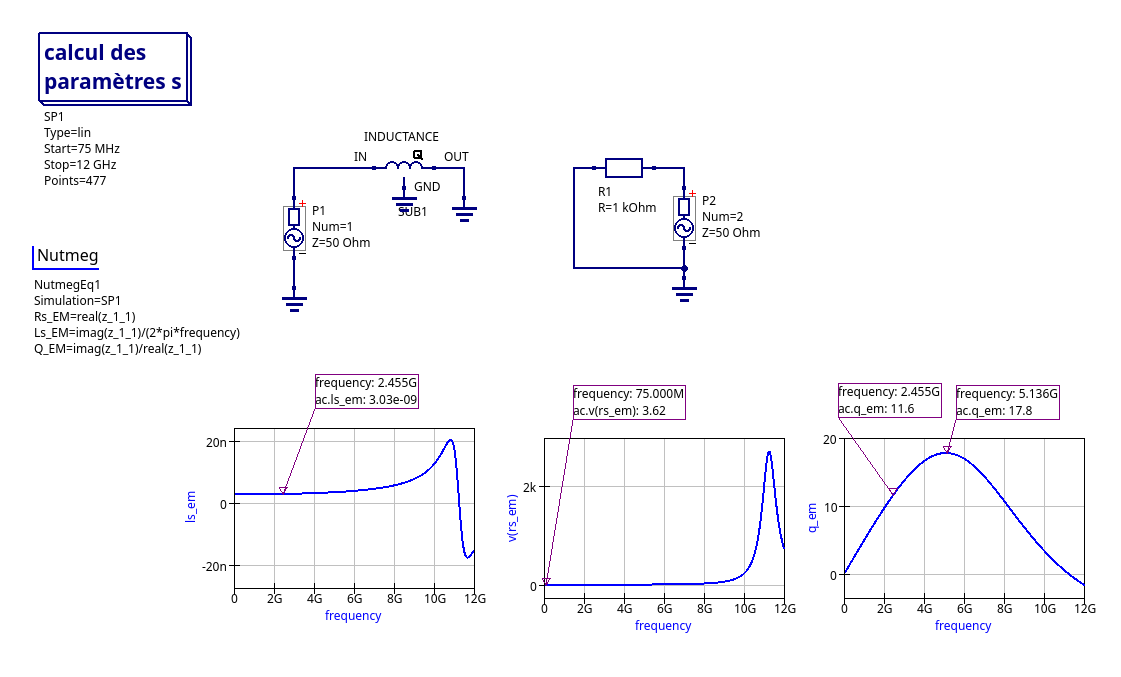 calcul des
paramètres s
SP1
Type=lin
Start=75 MHz
Stop=12 GHz
Points=477
Nutmeg
NutmegEq1
Simulation=SP1
Rs_EM=real(z_1_1)
Ls_EM=imag(z_1_1)/(2*pi*frequency)
Q_EM=imag(z_1_1)/real(z_1_1)
INDUCTANCE
IN
OUT
GND
SUB1
P1
Num=1
Z=50 Ohm
R1
R=1 kOhm
P2
Num=2
Z=50 Ohm
frequency: 2.455G
ac.ls_em: 3.03e-09
ls_em
20n
0
-20n
0 2G 4G 6G 8G 10G 12G
frequency
frequency: 75.000M
ac.v(rs_em): 3.62
v(rs_em)
2k
0
0 2G 4G 6G 8G 10G 12G
frequency
frequency: 2.455G
ac.q_em: 11.6
frequency: 5.136G
ac.q_em: 17.8
q_em
20
10
0
0 2G 4G 6G 8G 10G 12G
frequency